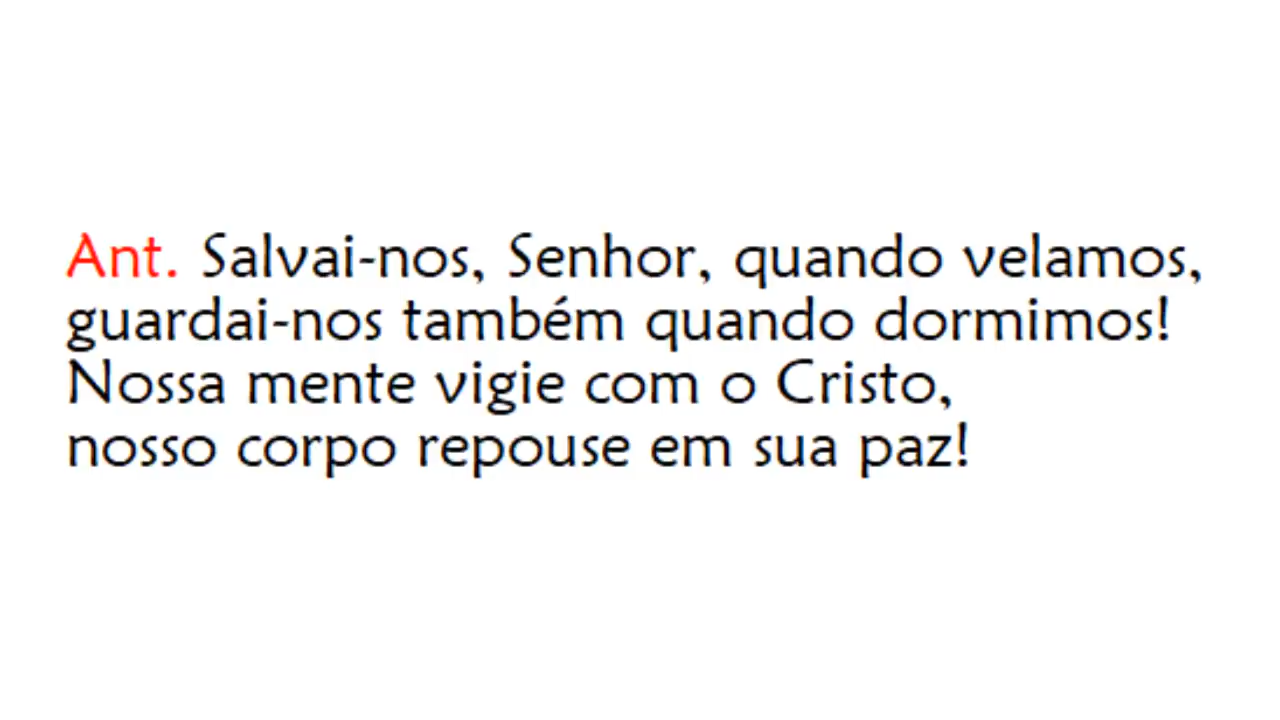 Ant. Salvai-nos, Senhor, quando velamos,
guardai-nos também quando dormimos!
Nossa mente vigie com o Cristo,
nosso corpo repouse em sua paz!